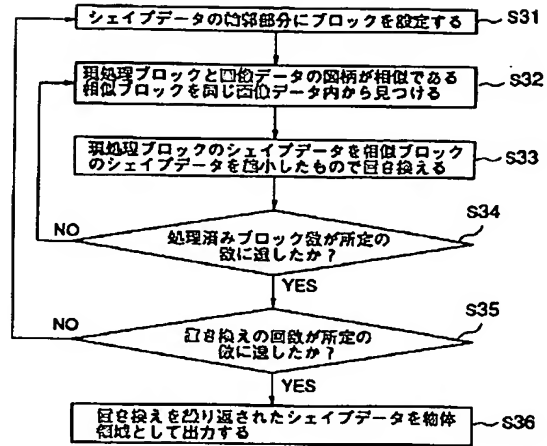 シェイプデータの輪郭部分にブロックを設定する
S31
現処理ブロックと画像データの図柄が相似である
相似ブロックを同じ画像データ内から見つける
S32
現処理ブロックのシェイプデータを相似ブロック
のシェイプデータを縮小したもので置き換える
S33
処理済みブロック数が所定の
数に達したか？
S34
NO
YES
置き換えの回数が所定の
数に達したか？
S35
NO
YES
置き換えを繰り返されたシェイプデータを物体
領域として出力する
S36